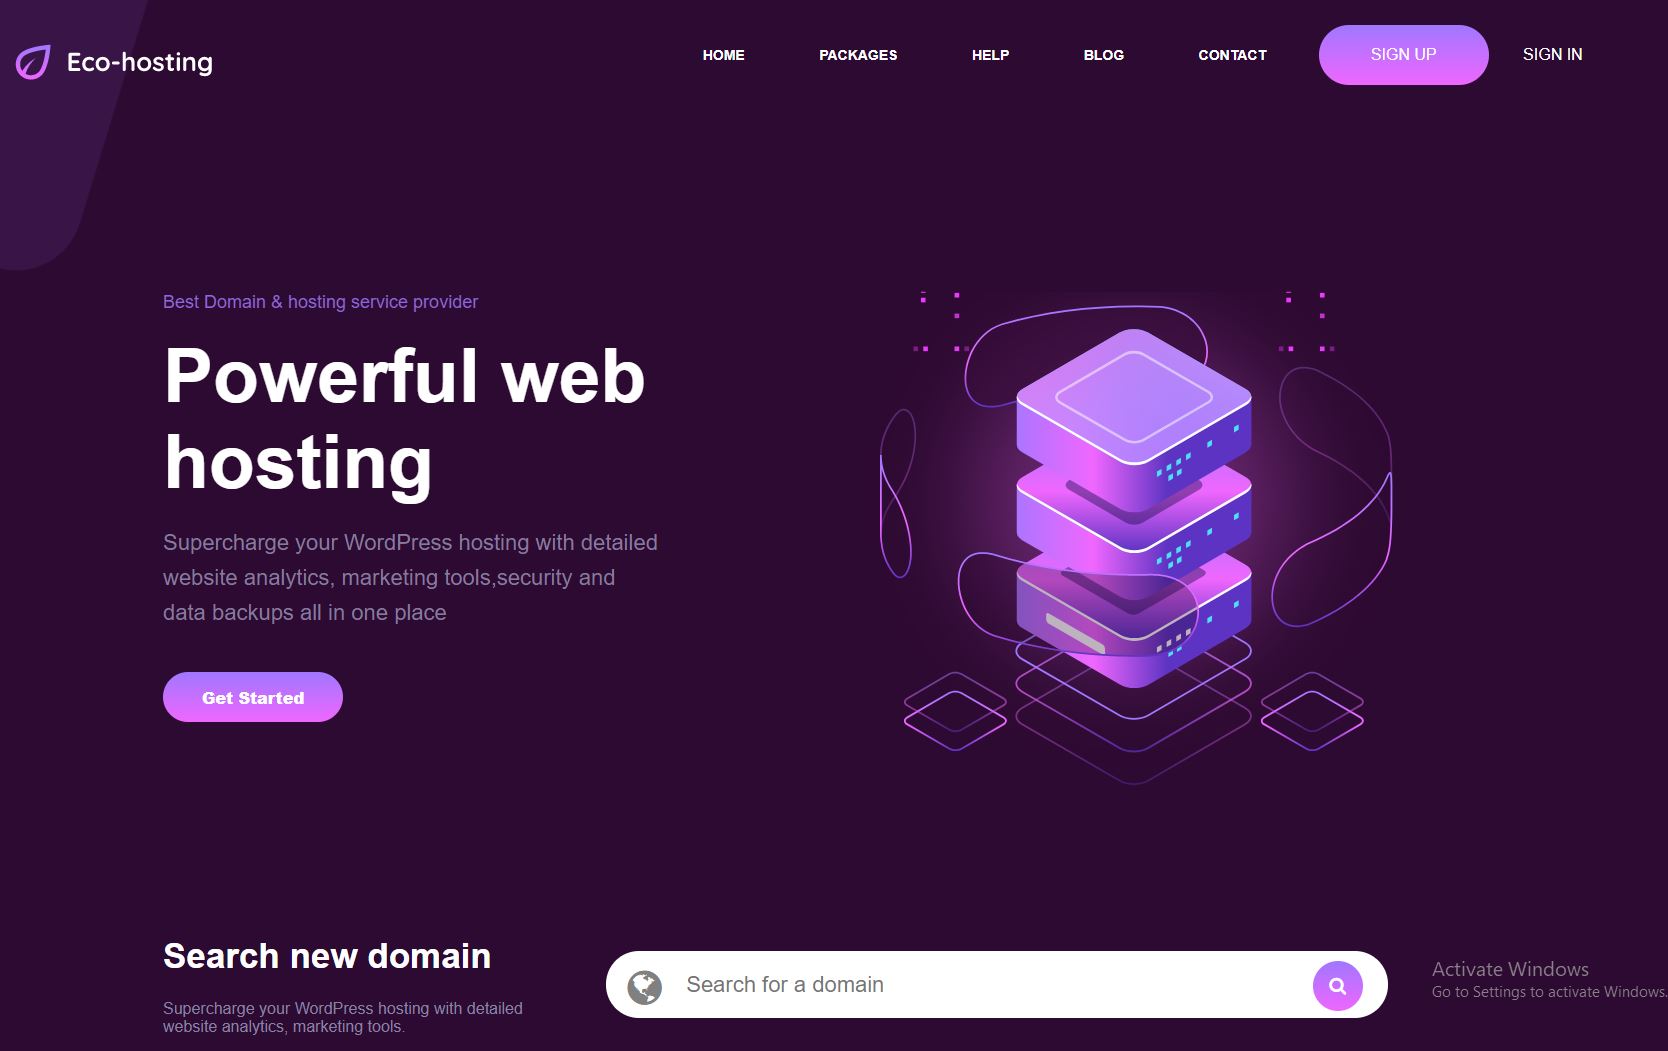 Eco-hosting
HOME PACKAGES HELP BLOG CONTACT SIGN UP SIGN IN
Best Domain & hosting service provider
Powerful web
hosting
Supercharge your WordPress hosting with detailed
website analytics, marketing tools,security and
data backups all in one place
Get Started
Search new domain
Supercharge your WordPress hosting with detailed
website analytics, marketing tools.
Search for a domain
Activate Windows
Go to Settings to activate Windows.